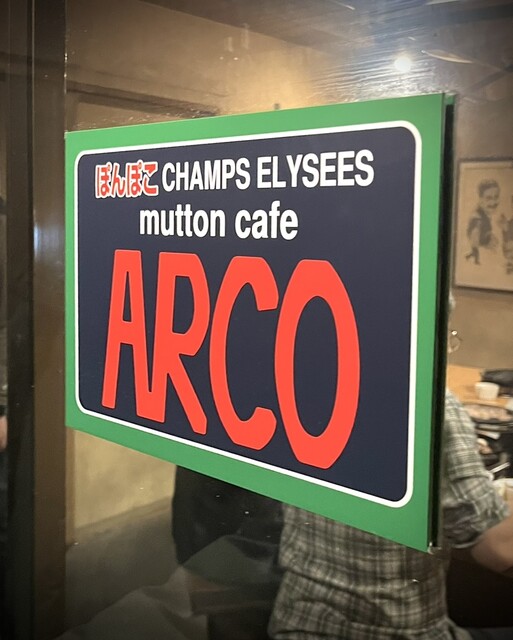 ぽんぽこ CHAMPS ELYSEES
mutton cafe
ARCO